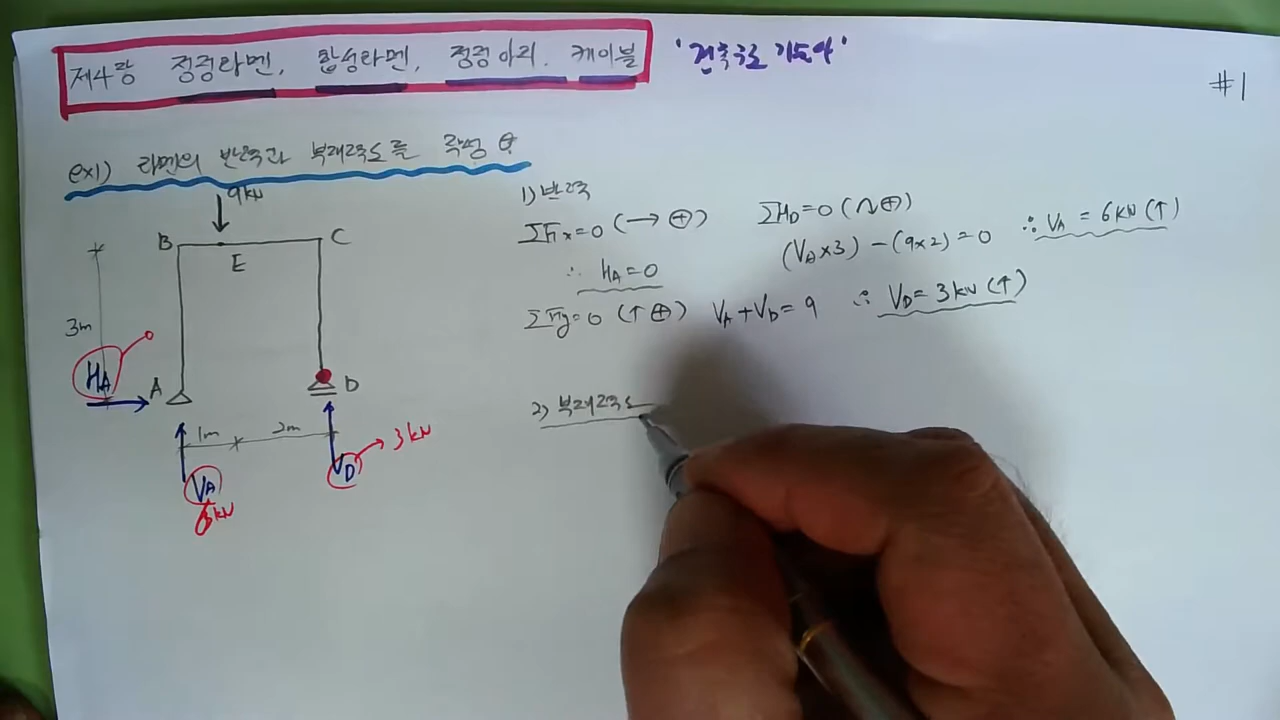 제4장 정정라멘, 합성라멘, 정정아치. 케이블
'건축구조 기도사'
#1
ex1) 라멘의 반력과 부재력도를 작성
9kN
B
C
E
3m
HA
A
D
1m
2m
VA
6kN
VD
3kN
1) 반력
ΣFx=0 (→ ⊕)
∴ HA=0
ΣFy=0 (↑⊕) VA+VD=9 ∴ VD=3kN(↑)
ΣMD=0 (↷⊕)
(VA×3) - (9×2)=0 ∴ VA = 6kN(↑)
2) 부재력도